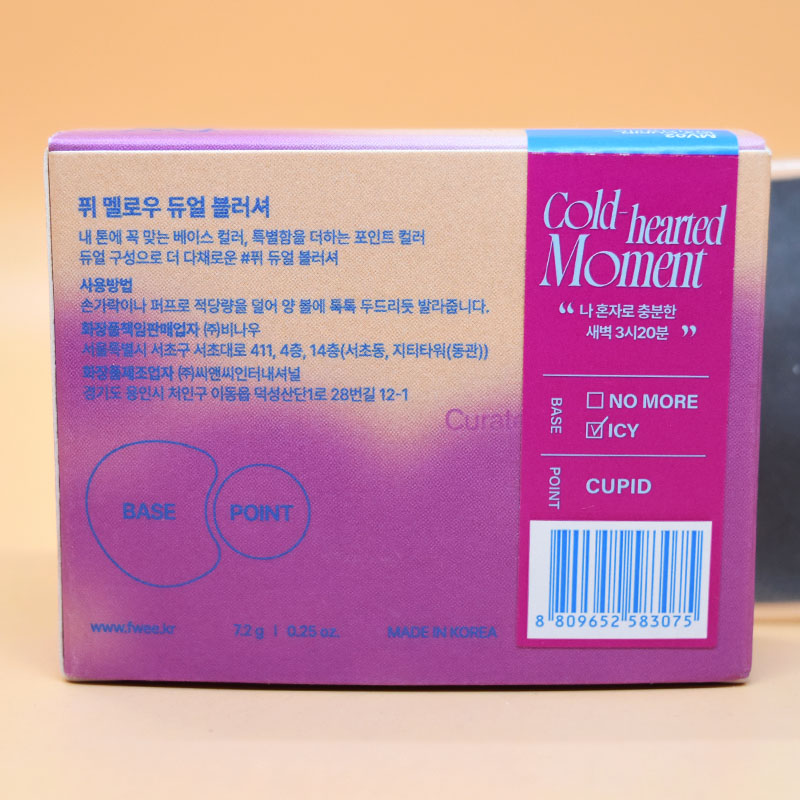 퓌 멜로우 듀얼 블러셔
내 톤에 꼭 맞는 베이스 컬러, 특별함을 더하는 포인트 컬러
듀얼 구성으로 더 다채로운 #퓌 듀얼 블러셔
사용방법
손가락이나 퍼프로 적당량을 덜어 양 볼에 톡톡 두드리듯 발라줍니다.
화장품책임판매업자 ㈜비나우
서울특별시 서초구 서초대로 411, 4층, 14층(서초동, 지티타워(동관))
화장품제조업자 ㈜씨앤씨인터내셔널
경기도 용인시 처인구 이동읍 덕성산단1로 28번길 12-1
BASE
POINT
www.fwee.kr
7.2 g | 0.25 oz.
MADE IN KOREA
MV02
Cold-hearted
Moment
“ 나 혼자로 충분한
새벽 3시20분 ”
BASE
NO MORE
ICY
POINT
CUPID
8 809652 583075